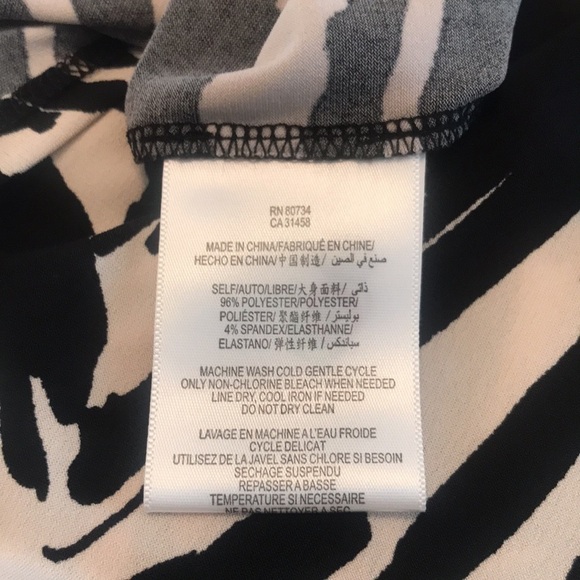 RN 80734
CA 31458
MADE IN CHINA/FABRIQUÉ EN CHINE/
HECHO EN CHINA/中国制造/ صنع في الصين
SELF/AUTO/LIBRE/大身面料/ ذاتي
96% POLYESTER/POLYESTER/
POLIÉSTER/ 聚酯纤维 / بوليستر
4% SPANDEX/ELASTHANNE/
ELASTANO/ 弹性纤维 / سباندكس
MACHINE WASH COLD GENTLE CYCLE
ONLY NON-CHLORINE BLEACH WHEN NEEDED
LINE DRY, COOL IRON IF NEEDED
DO NOT DRY CLEAN
LAVAGE EN MACHINE A L'EAU FROIDE
CYCLE DELICAT
UTILISEZ DE LA JAVEL SANS CHLORE SI BESOIN
SECHAGE SUSPENDU
REPASSER A BASSE
TEMPERATURE SI NECESSAIRE
NE PAS NETTOYER A SEC